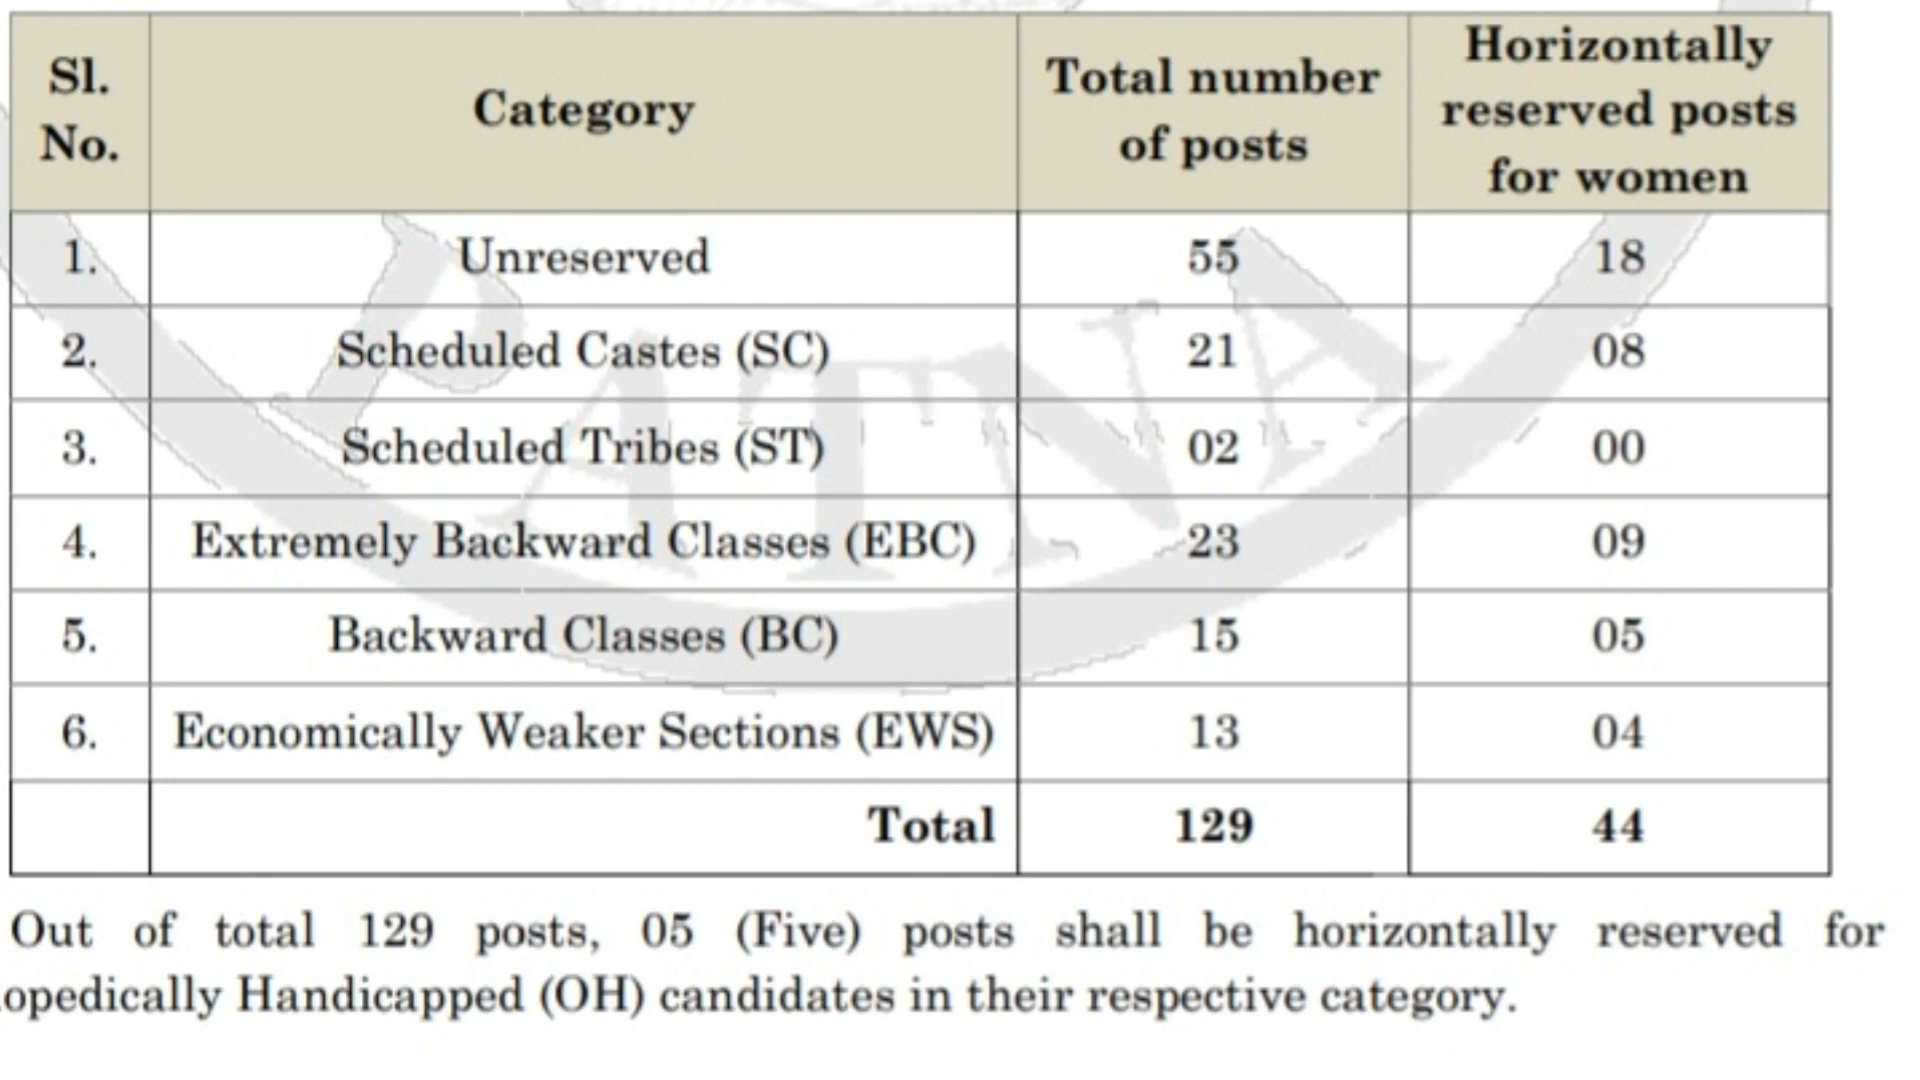 Sl. No. Category Total number of posts Horizontally reserved posts for women
1. Unreserved 55 18
2. Scheduled Castes (SC) 21 08
3. Scheduled Tribes (ST) 02 00
4. Extremely Backward Classes (EBC) 23 09
5. Backward Classes (BC) 15 05
6. Economically Weaker Sections (EWS) 13 04
Total 129 44
Out of total 129 posts, 05 (Five) posts shall be horizontally reserved for
opedically Handicapped (OH) candidates in their respective category.
PATNA